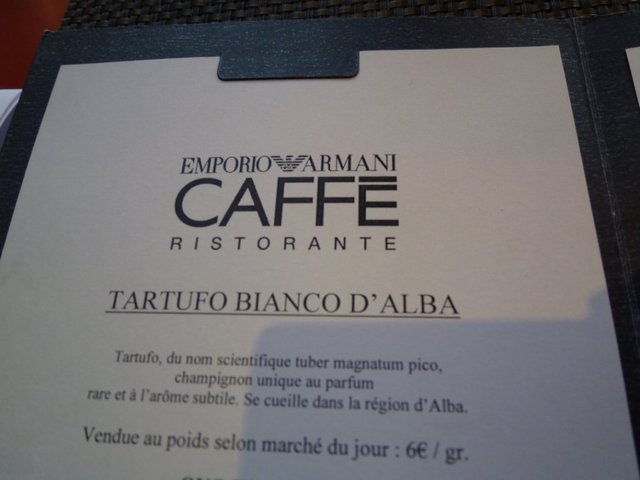 EMPORIO ARMANI
CAFFÈ
RISTORANTE
TARTUFO BIANCO D'ALBA
Tartufo, du nom scientifique tuber magnatum pico,
champignon unique au parfum
rare et à l'arôme subtile. Se cueille dans la région d'Alba.
Vendue au poids selon marché du jour : 6€ / gr.